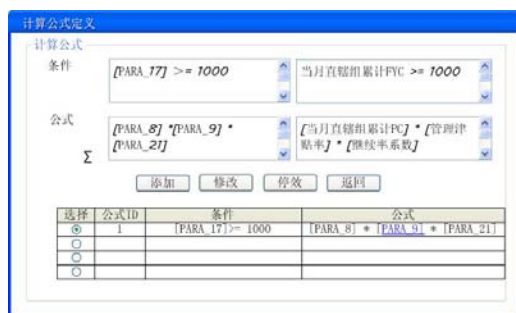 计算公式定义
计算公式
条件
[PARA_17] >= 1000
当月直辖组累计FYC >= 1000
公式
Σ
[PARA_8] *[PARA_9] *
[PARA_21]
[当月直辖组累计PC] * [管理津
贴率] * [继续率系数]
添加 修改 停效 返回
选择 公式ID 条件 公式
1 [PARA_17]>= 1000 [PARA_8] * [PARA_9] * [PARA_21]